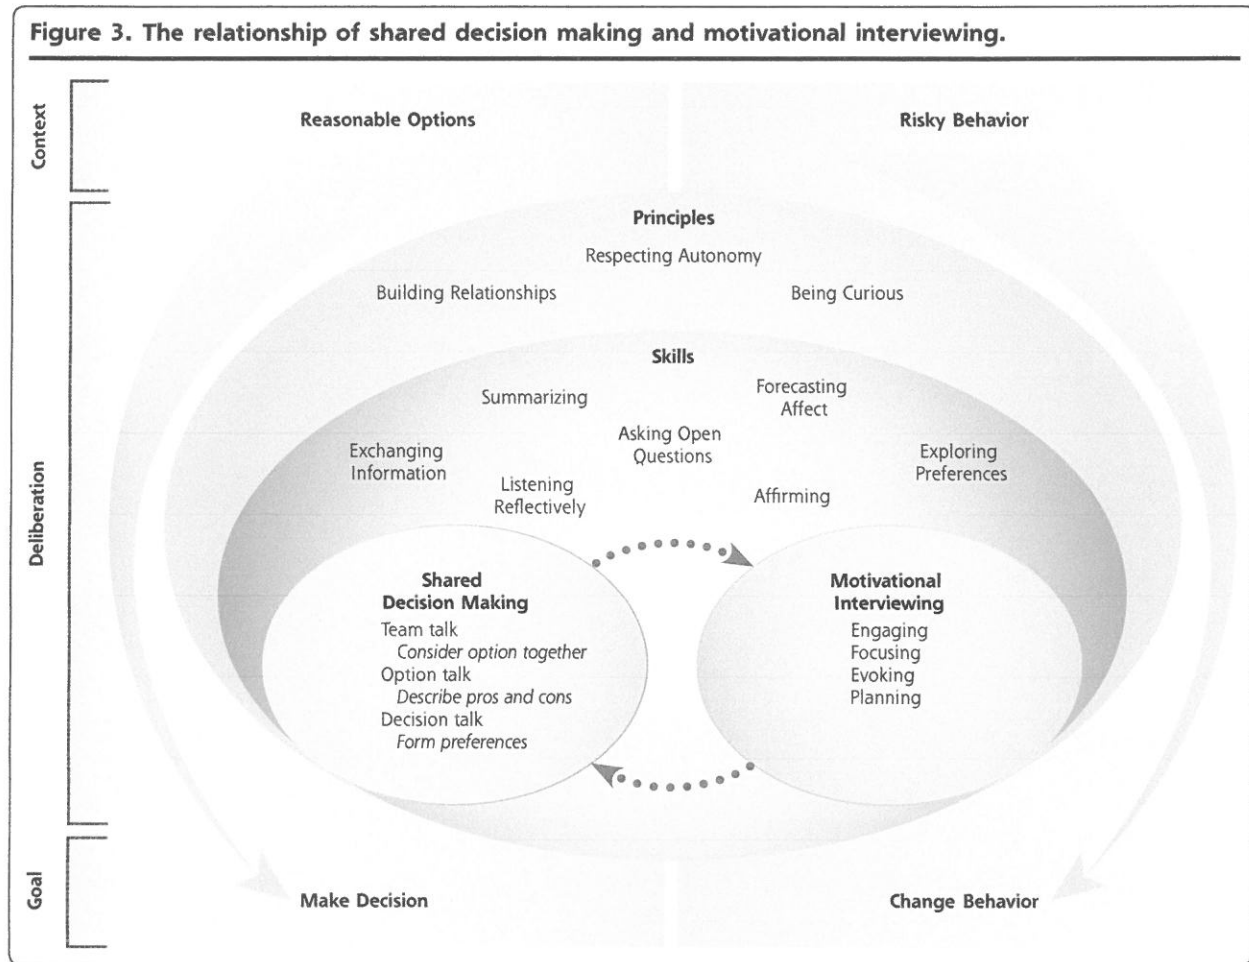 Figure 3. The relationship of shared decision making and motivational interviewing.
Context
Reasonable Options
Risky Behavior
Deliberation
Principles
Respecting Autonomy
Building Relationships
Being Curious
Skills
Summarizing
Forecasting
Affect
Asking Open
Questions
Exchanging
Information
Exploring
Preferences
Listening
Reflectively
Affirming
Shared
Decision Making
Team talk
Consider option together
Option talk
Describe pros and cons
Decision talk
Form preferences
Motivational
Interviewing
Engaging
Focusing
Evoking
Planning
Goal
Make Decision
Change Behavior